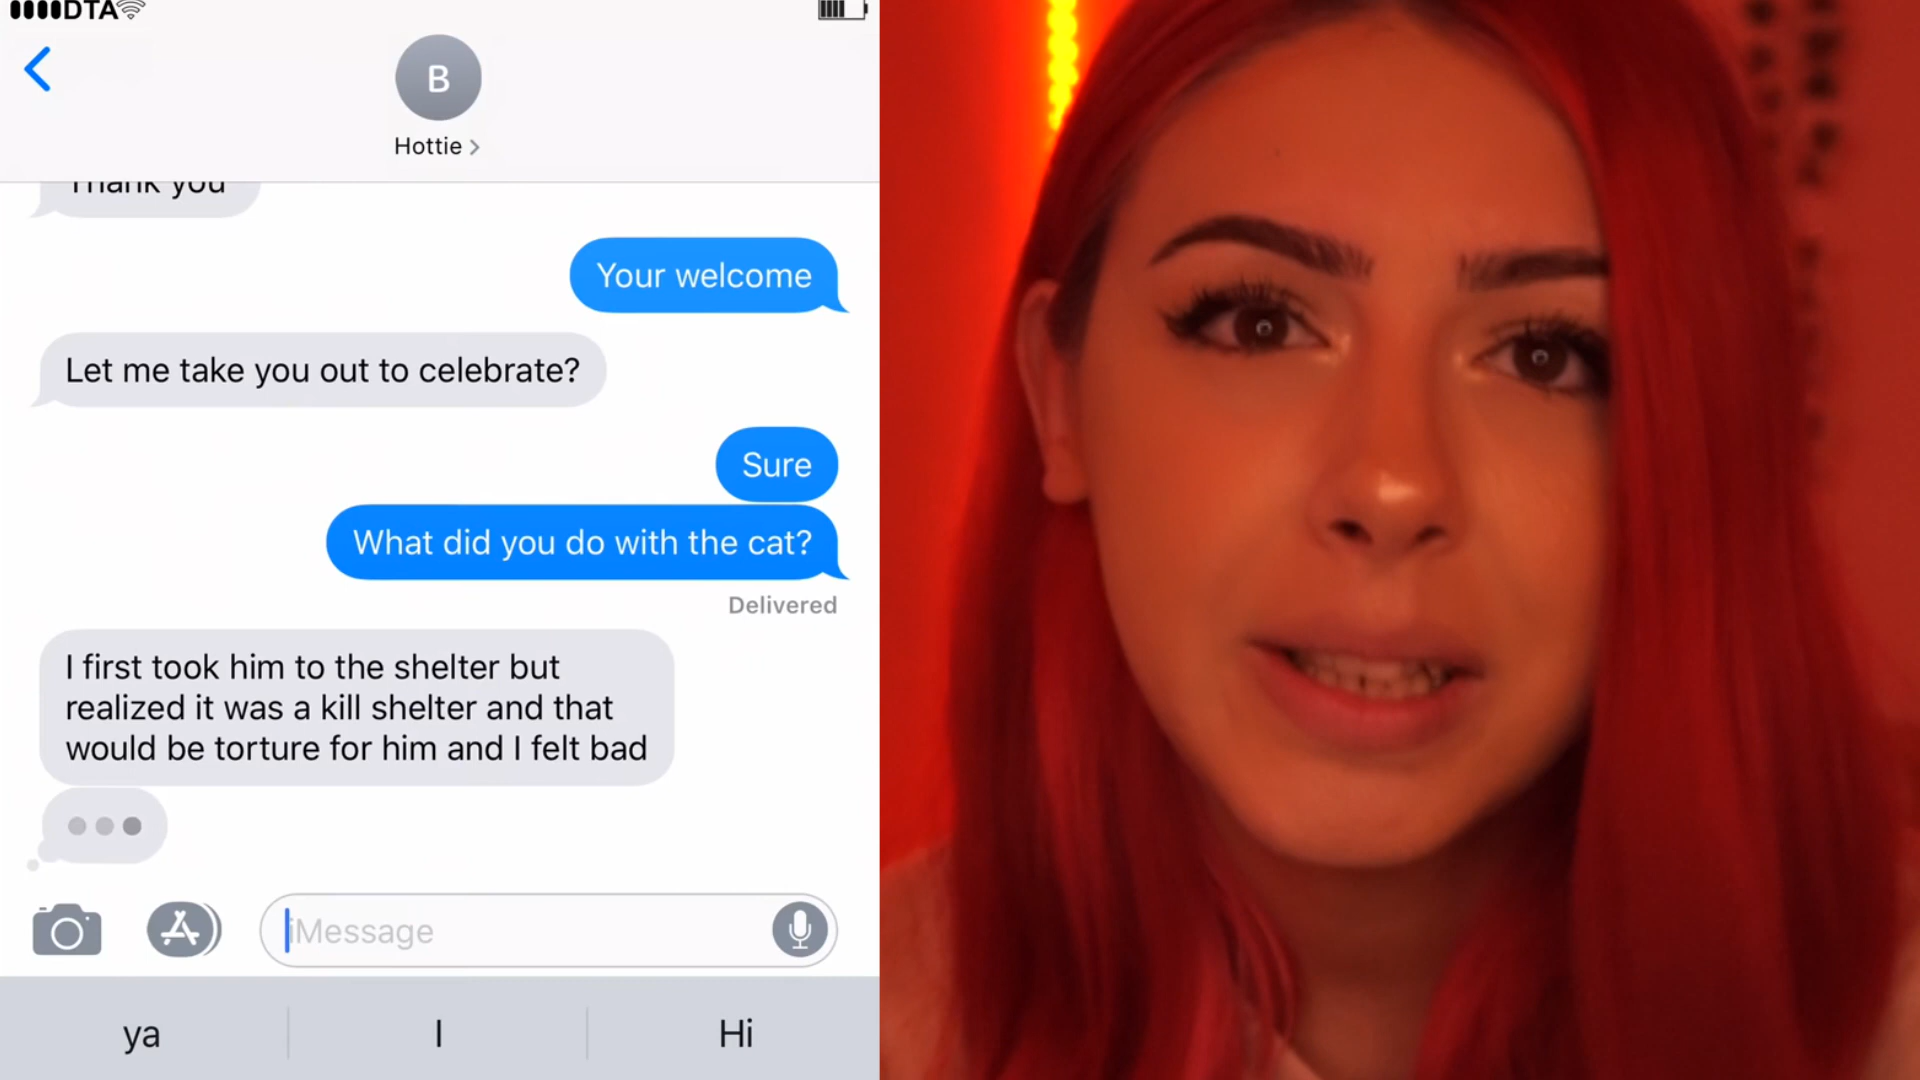 DTA
B
Hottie
Thank you
Your welcome
Let me take you out to celebrate?
Sure
What did you do with the cat?
Delivered
I first took him to the shelter but
realized it was a kill shelter and that
would be torture for him and I felt bad
iMessage
ya
I
Hi